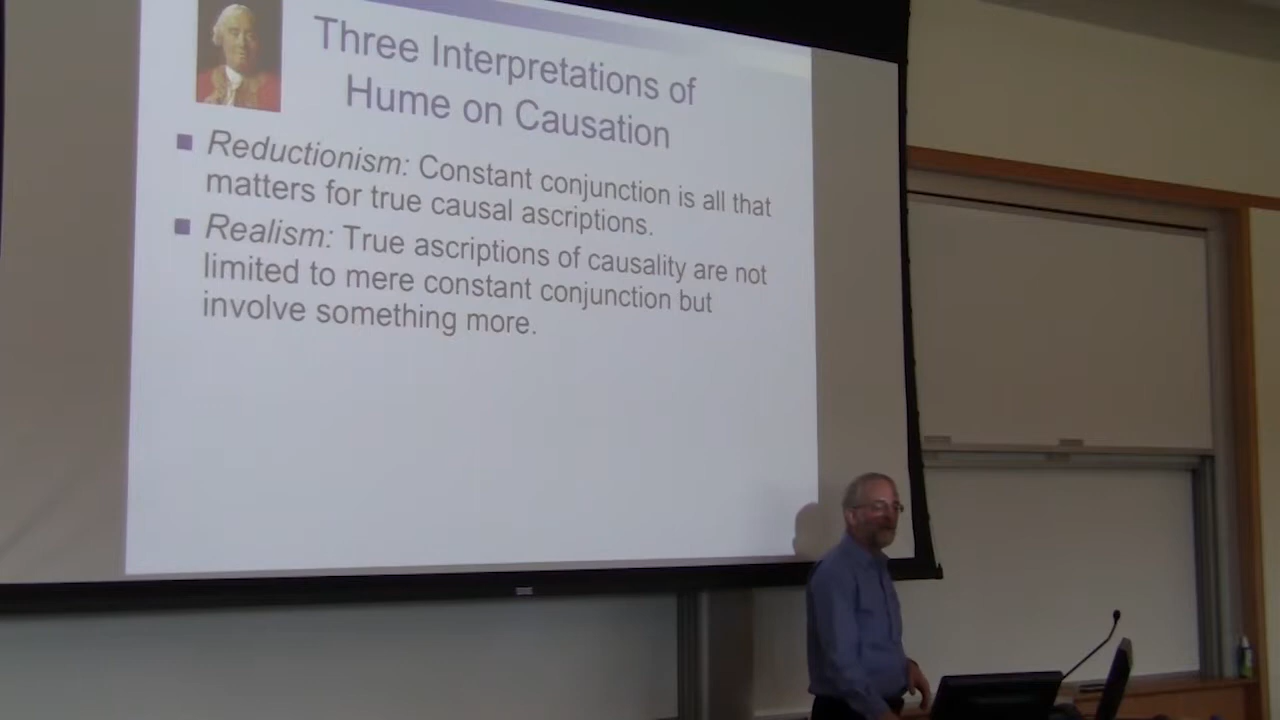 Three Interpretations of
Hume on Causation
Reductionism: Constant conjunction is all that
matters for true causal ascriptions.
Realism: True ascriptions of causality are not
limited to mere constant conjunction but
involve something more.